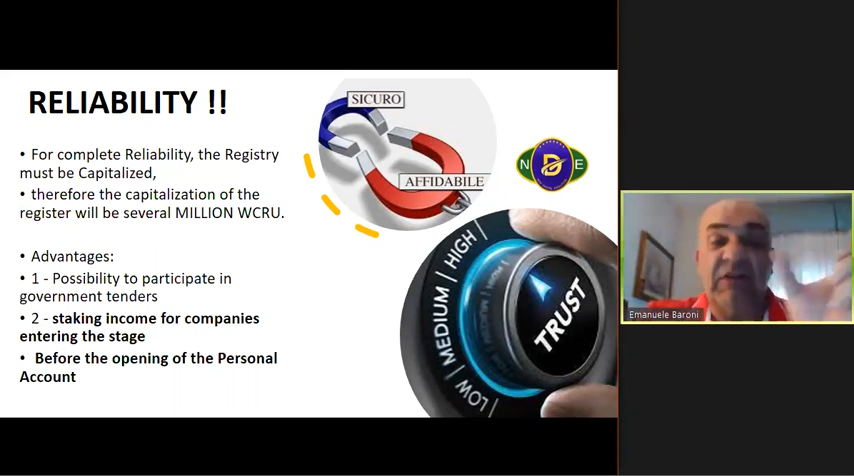 RELIABILITY !!
• For complete Reliability, the Registry
must be Capitalized,
• therefore the capitalization of the
register will be several MILLION WCRU.
• Advantages:
• 1 - Possibility to participate in
government tenders
• 2 - staking income for companies
entering the stage
• Before the opening of the Personal
Account
SICURO
AFFIDABILE
N D E
LOW MEDIUM HIGH
TRUST
Emanuele Baroni